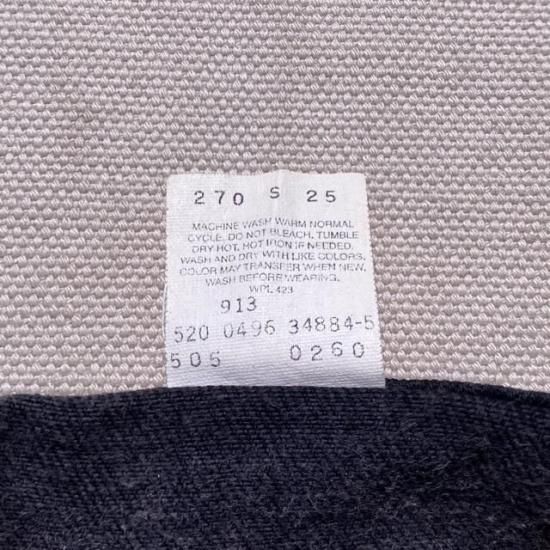 270 S 25
MACHINE WASH WARM NORMAL
CYCLE. DO NOT BLEACH. TUMBLE
DRY HOT. HOT IRON IF NEEDED.
WASH AND DRY WITH LIKE COLORS.
COLOR MAY TRANSFER WHEN NEW.
WASH BEFORE WEARING.
WPL 423
913
520 0496 34884-5
505 0260